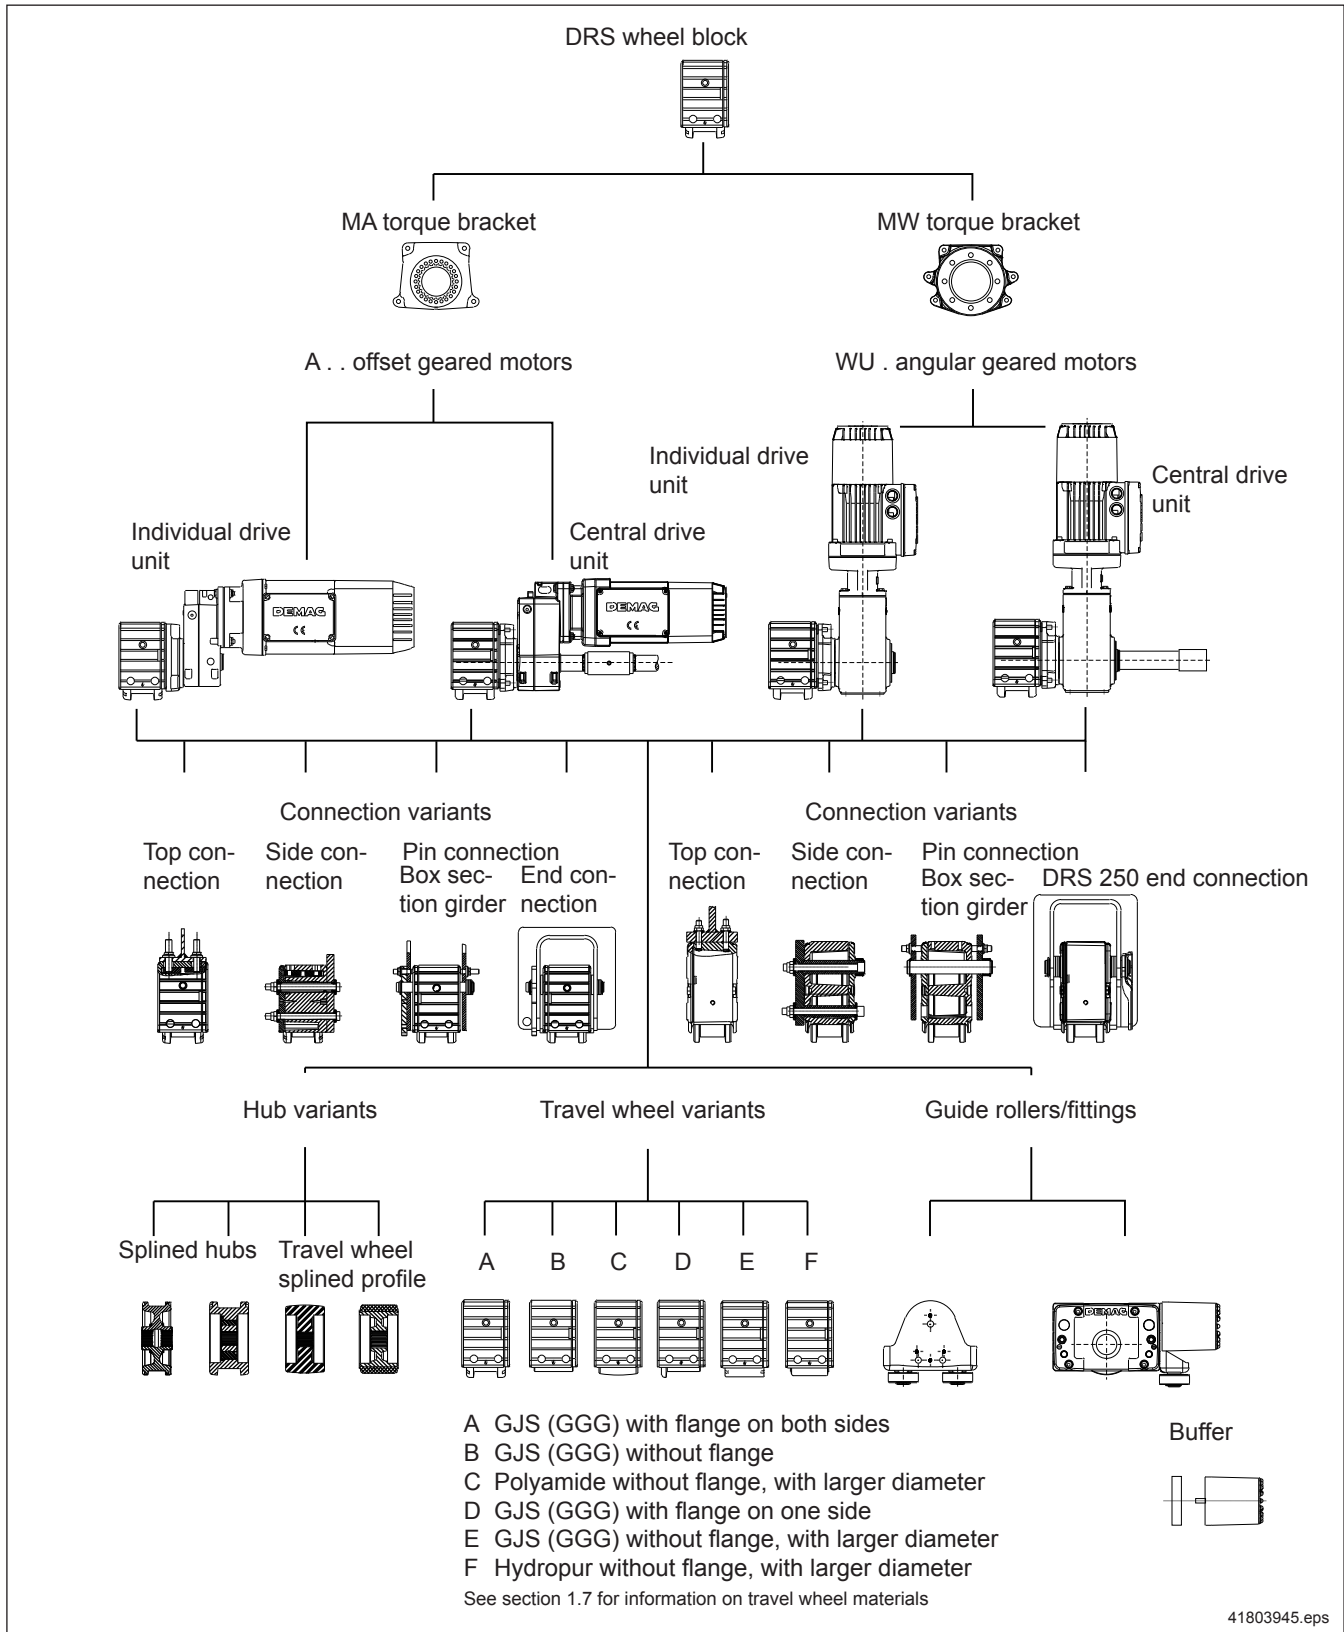 DRS wheel block
MA torque bracket
MW torque bracket
A . . offset geared motors
WU . angular geared motors
Individual drive
unit
Central drive
unit
Individual drive
unit
Central drive
unit
DEMAG
CE
DEMAG
CE
Connection variants
Connection variants
Top con-
nection
Side con-
nection
Pin connection
Box sec-
tion girder
End con-
nection
Top con-
nection
Side con-
nection
Pin connection
Box sec-
tion girder
DRS 250 end connection
Hub variants
Travel wheel variants
Guide rollers/fittings
Splined hubs
Travel wheel
splined profile
A B C D E F
DEMAG
A GJS (GGG) with flange on both sides
B GJS (GGG) without flange
C Polyamide without flange, with larger diameter
D GJS (GGG) with flange on one side
E GJS (GGG) without flange, with larger diameter
F Hydropur without flange, with larger diameter
See section 1.7 for information on travel wheel materials
Buffer
41803945.eps